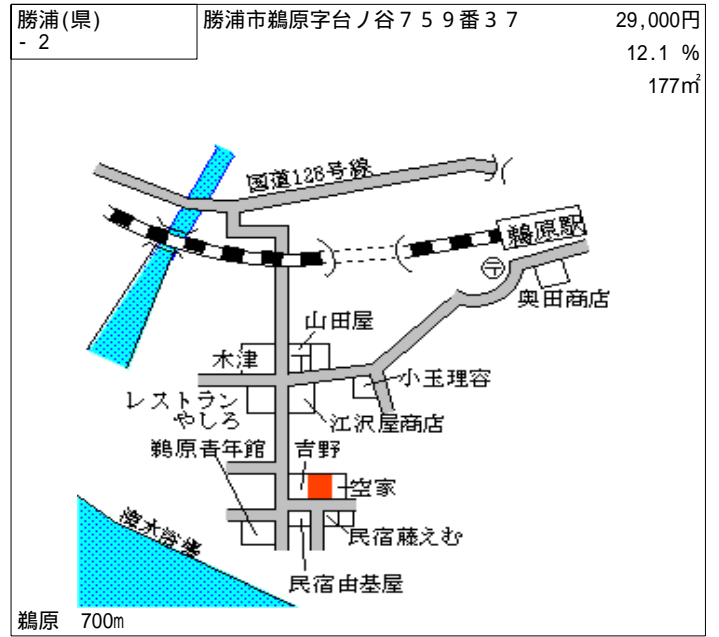 勝浦(県)
- 2
勝浦市鵜原字台ノ谷７５９番３７
29,000円
12.1 %
177㎡
国道128号線
鵜原駅
〒
奥田商店
山田屋
木津
小玉理容
レストラン
やしろ
江沢屋商店
鵜原青年館
吉野
空家
海水浴場
民宿藤えむ
民宿由基屋
鵜原 700m